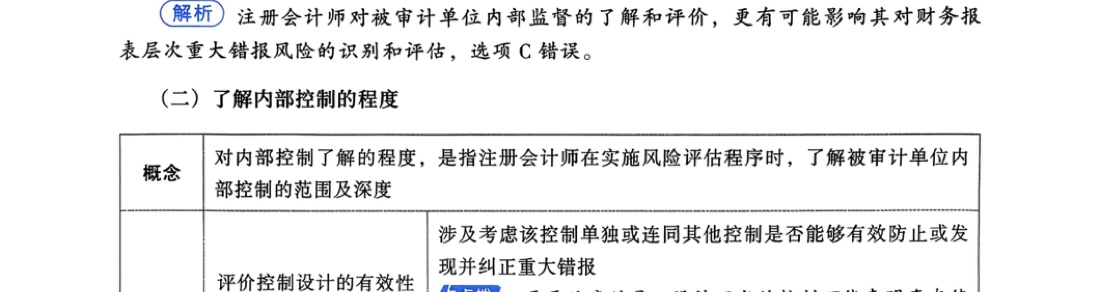 解析 注册会计师对被审计单位内部监督的了解和评价，更有可能影响其对财务报
表层次重大错报风险的识别和评估，选项 C 错误。
（二）了解内部控制的程度
概念
对内部控制了解的程度，是指注册会计师在实施风险评估程序时，了解被审计单位内
部控制的范围及深度
评价控制设计的有效性
涉及考虑该控制单独或连同其他控制是否能够有效防止或发
现并纠正重大错报